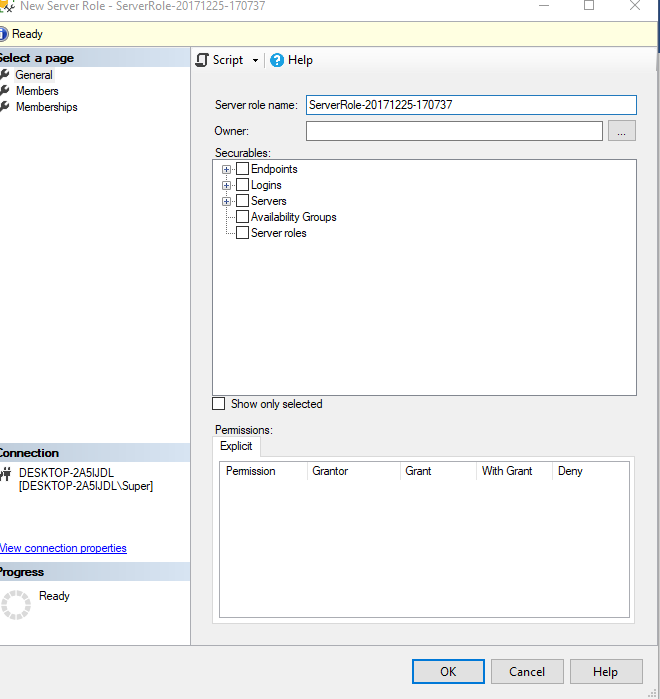 New Server Role - ServerRole-20171225-170737
Ready
Select a page
General
Members
Memberships
Script
Help
Server role name:
ServerRole-20171225-170737
Owner:
...
Securables:
Endpoints
Logins
Servers
Availability Groups
Server roles
Show only selected
Permissions:
Explicit
Permission Grantor Grant With Grant Deny
Connection
DESKTOP-2A5IJDL
[DESKTOP-2A5IJDL\Super]
View connection properties
Progress
Ready
OK Cancel Help